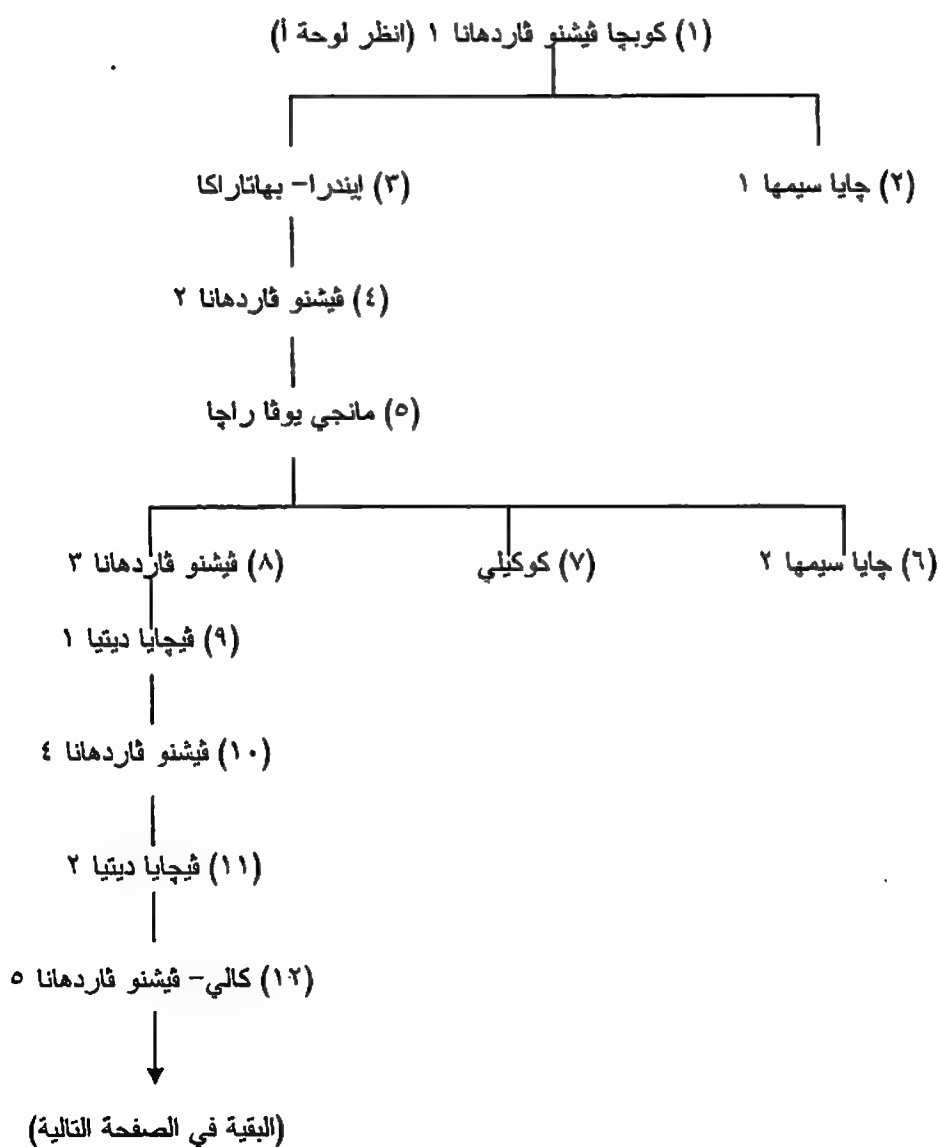 (١) كوبچا ڤيشنو ڤاردهانا ١ (انظر لوحة أ)
(٢) چايا سيمها ١
(٣) إيندرا- بهاتاراكا
(٤) ڤيشنو ڤاردهانا ٢
(٥) مانجي يوڤا راچا
(٦) چايا سيمها ٢
(٧) كوكيلي
(٨) ڤيشنو ڤاردهانا ٣
(٩) ڤيچايا ديتيا ١
(١٠) ڤيشنو ڤاردهانا ٤
(١١) ڤيچايا ديتيا ٢
(١٢) كالي- ڤيشنو ڤاردهانا ٥
(البقية في الصفحة التالية)